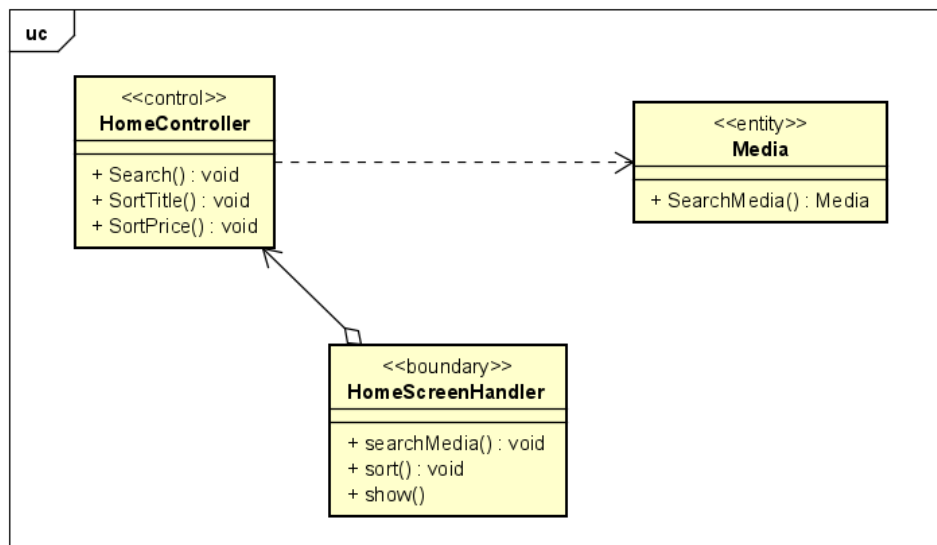 uc
<<control>>
HomeController
+ Search() : void
+ SortTitle() : void
+ SortPrice() : void
<<entity>>
Media
+ SearchMedia() : Media
<<boundary>>
HomeScreenHandler
+ searchMedia() : void
+ sort() : void
+ show()